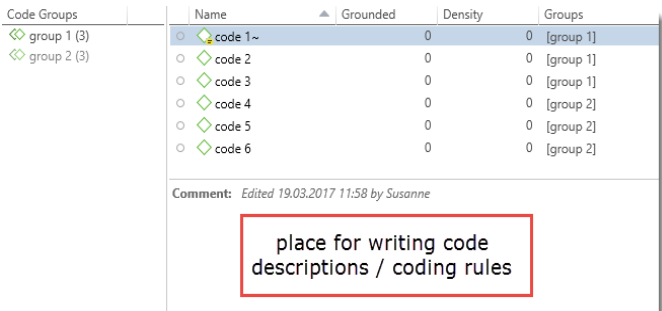 Code Groups
group 1 (3)
group 2 (3)
Name Grounded Density Groups
code 1~ 0 0 [group 1]
code 2 0 0 [group 1]
code 3 0 0 [group 1]
code 4 0 0 [group 2]
code 5 0 0 [group 2]
code 6 0 0 [group 2]
Comment: Edited 19.03.2017 11:58 by Susanne
place for writing code
descriptions / coding rules